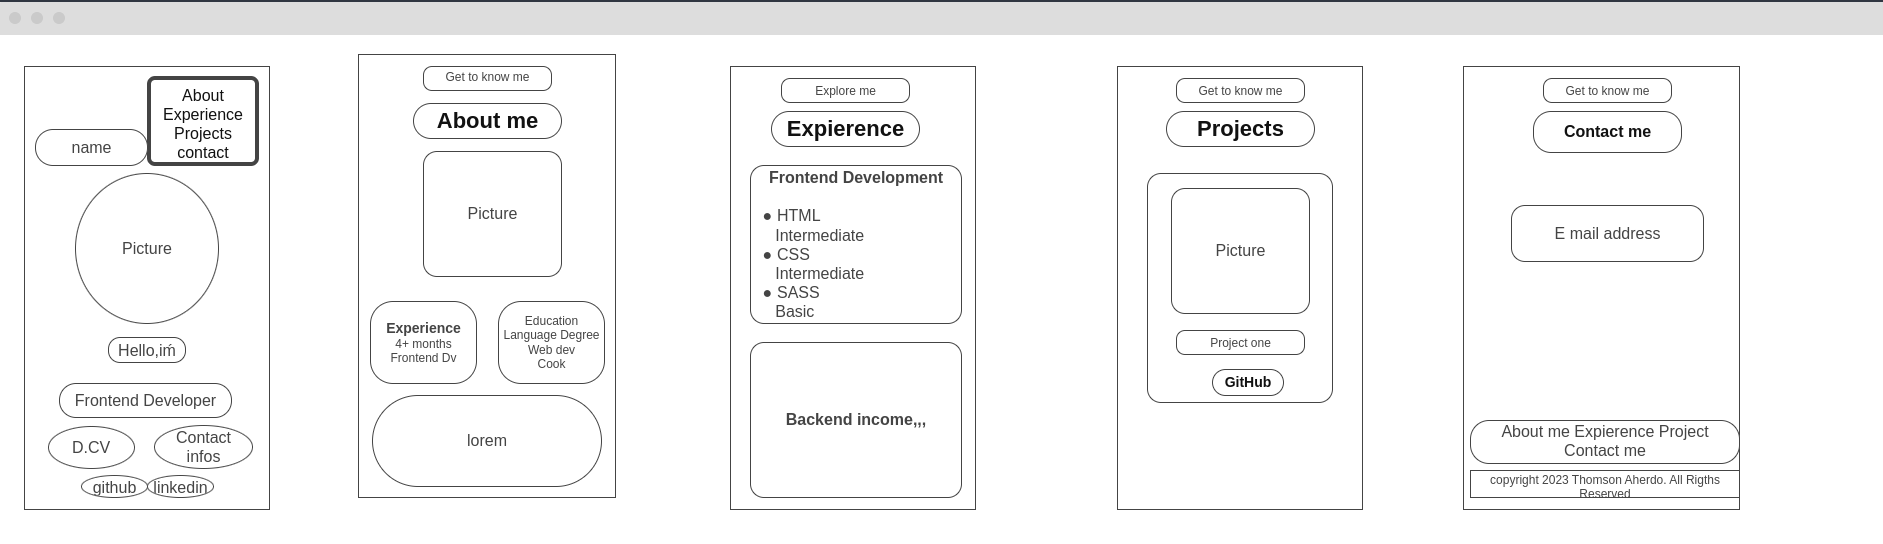 About
Experience
Projects
contact
name
Picture
Hello,iḿ
Frontend Developer
D.CV
Contact
infos
github
linkedin
Get to know me
About me
Picture
Experience
4+ months
Frontend Dv
Education
Language Degree
Web dev
Cook
lorem
Explore me
Expierence
Frontend Development
● HTML
Intermediate
● CSS
Intermediate
● SASS
Basic
Backend income,,,
Get to know me
Projects
Picture
Project one
GitHub
Get to know me
Contact me
E mail address
About me Expierence Project
Contact me
copyright 2023 Thomson Aherdo. All Rigths
Reserved